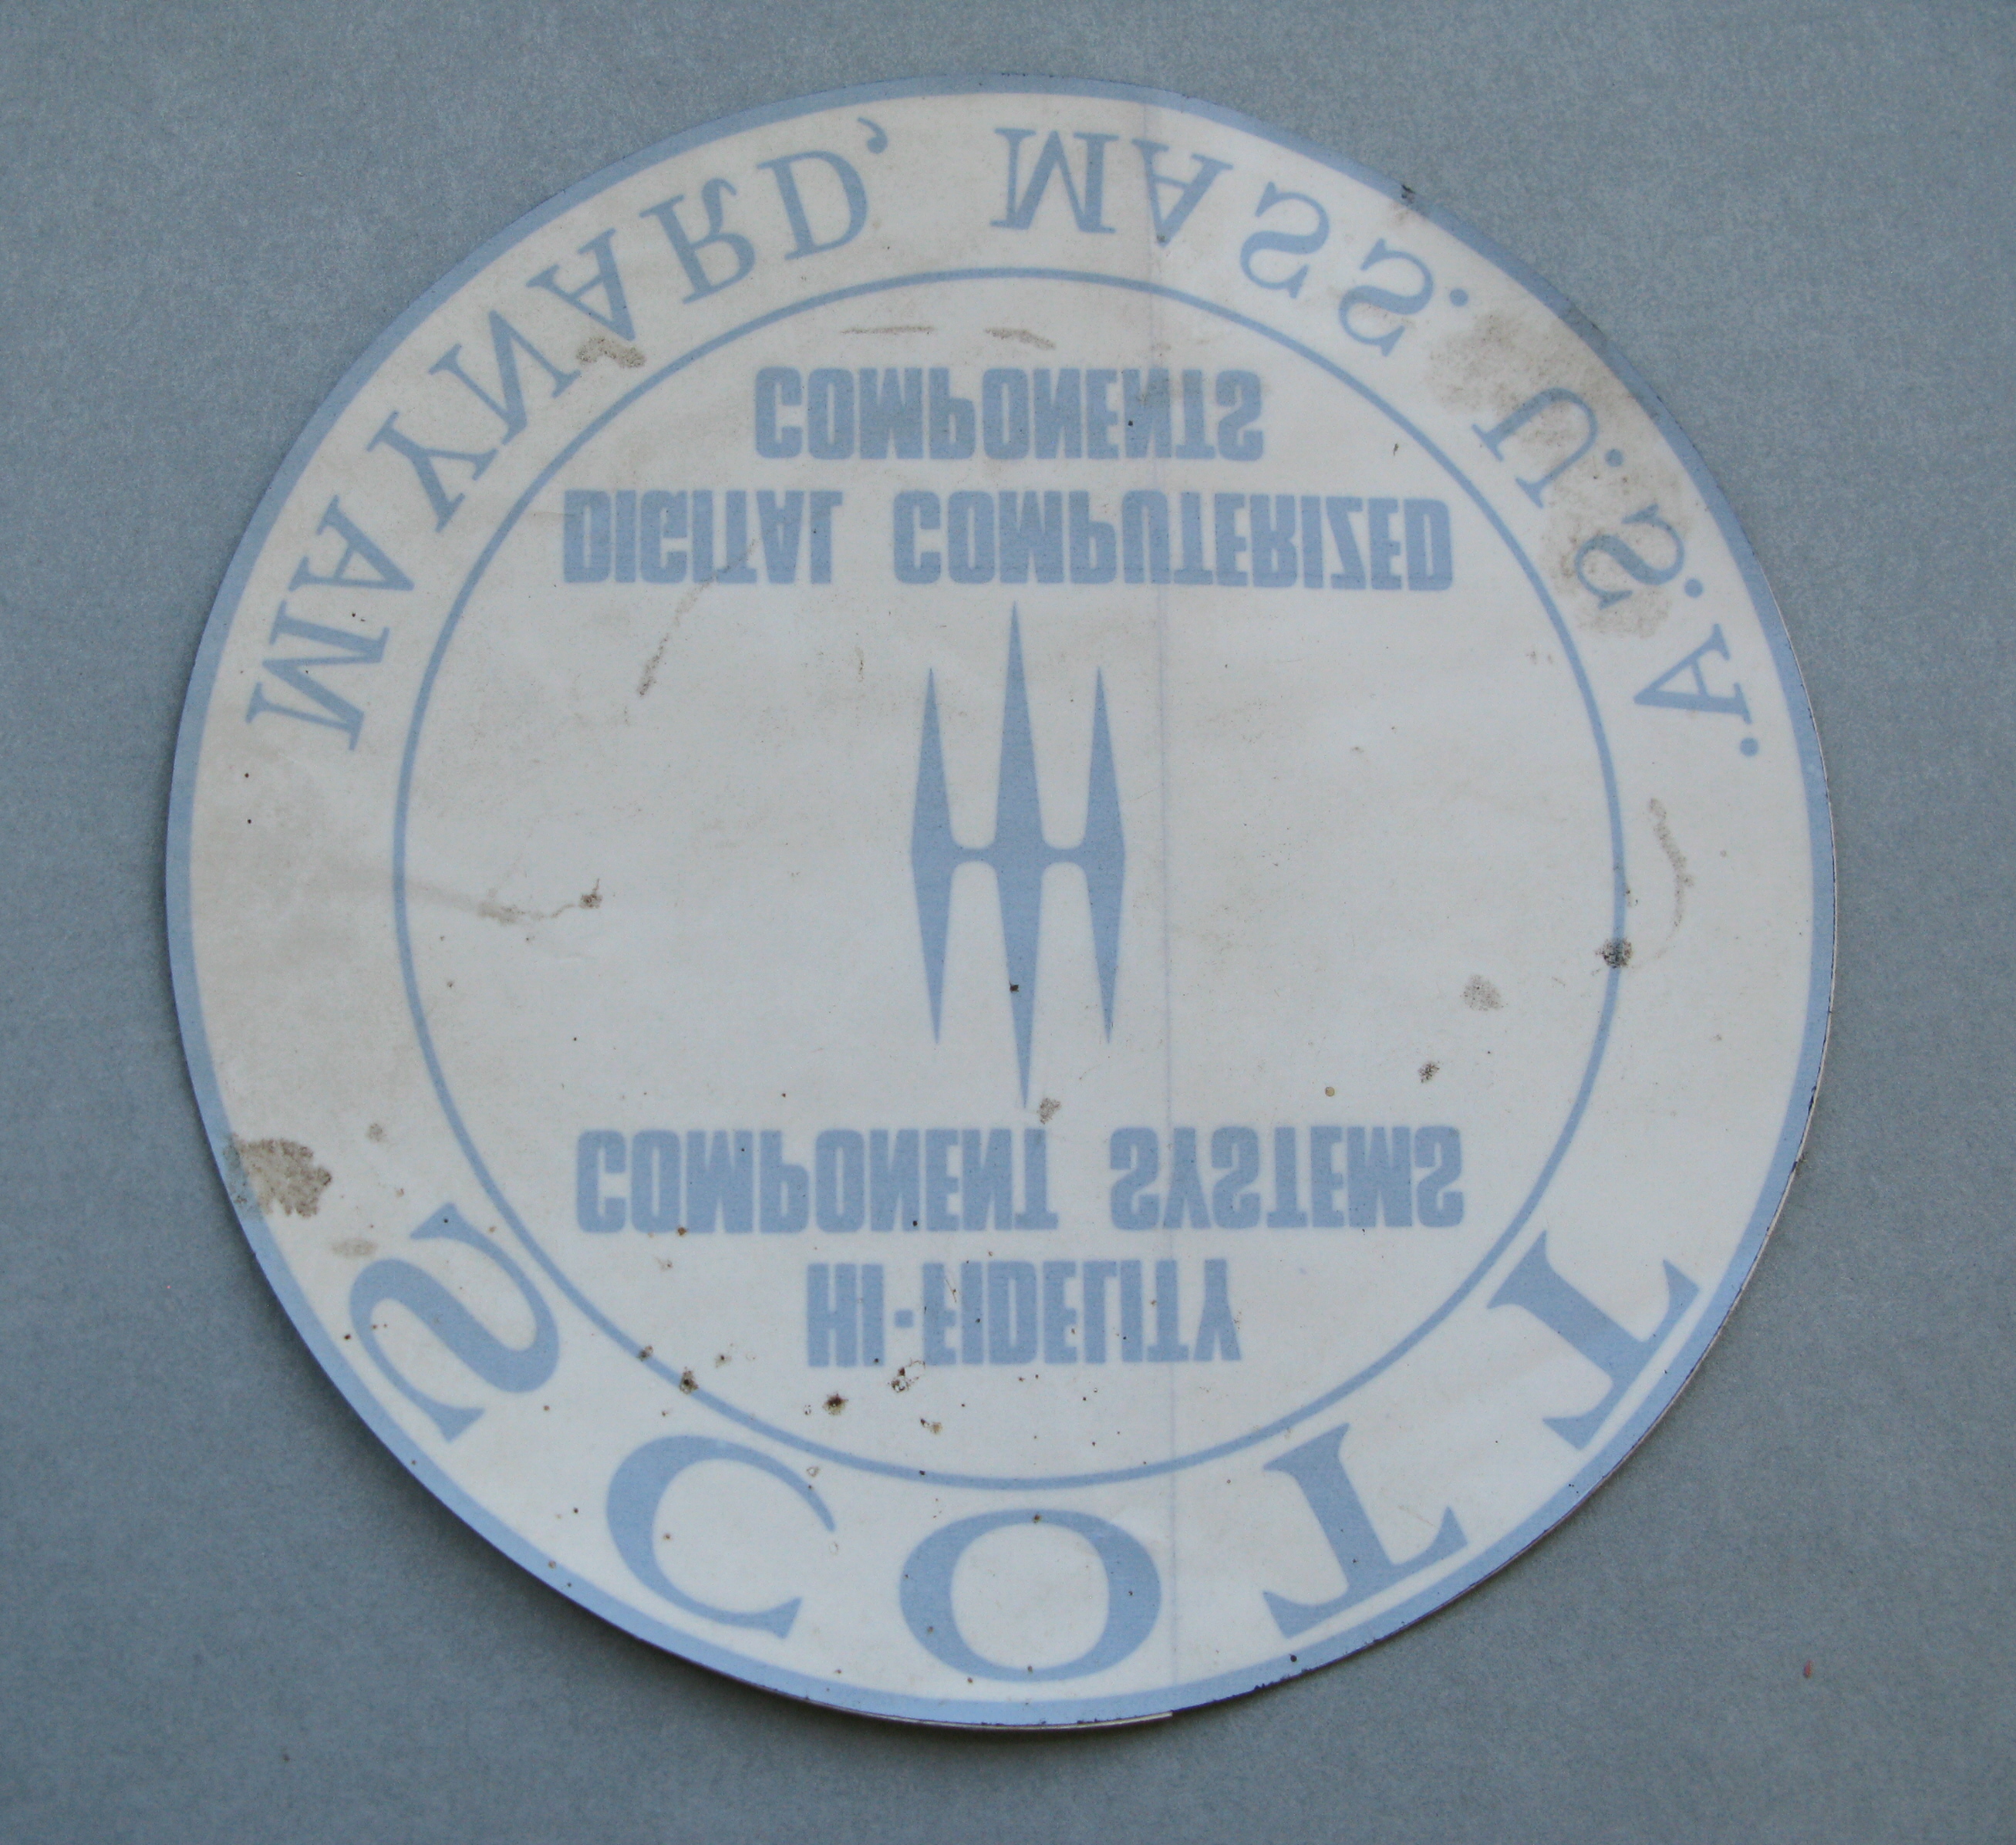 SCOTT
HI-FIDELITY
COMPONENT SYSTEMS
DIGITAL COMPUTERIZED
COMPONENTS
MAYNARD, MASS. U.S.A.